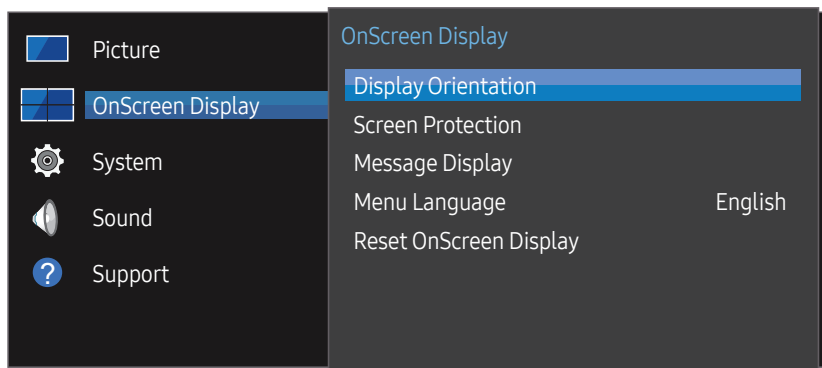 Picture
OnScreen Display
System
Sound
? Support
OnScreen Display
Display Orientation
Screen Protection
Message Display
Menu Language English
Reset OnScreen Display